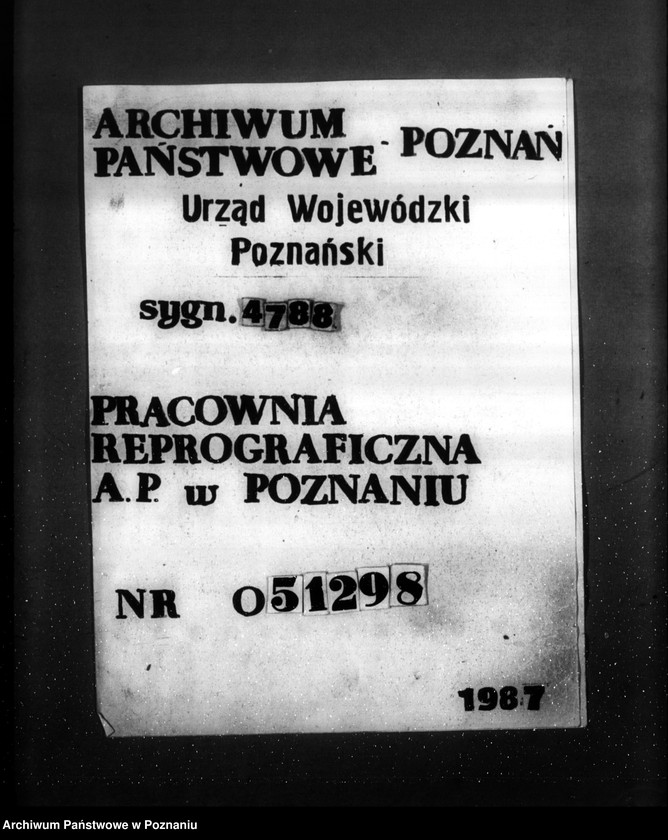 ARCHIWUM
PAŃSTWOWE - POZNAŃ
Urząd Wojewódzki
Poznański
sygn. 4788
PRACOWNIA
REPROGRAFICZNA
A.P. w POZNANIU
NR O51298
1987
Archiwum Państwowe w Poznaniu